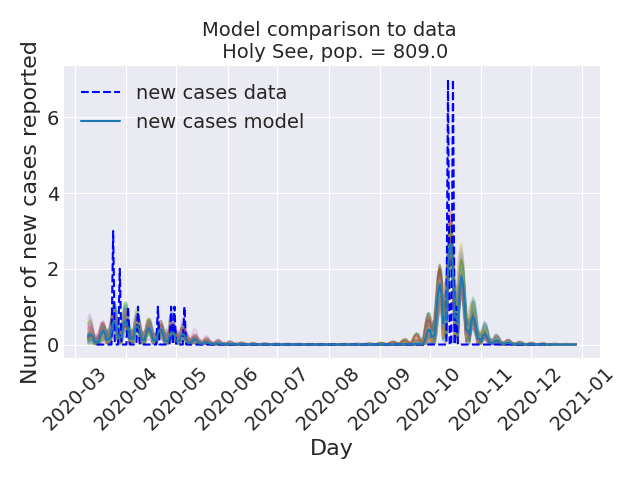 Model comparison to data
Holy See, pop. = 809.0
new cases data
new cases model
Number of new cases reported
6
4
2
0
2020-03
2020-04
2020-05
2020-06
2020-07
2020-08
2020-09
2020-10
2020-11
2020-12
2021-01
Day